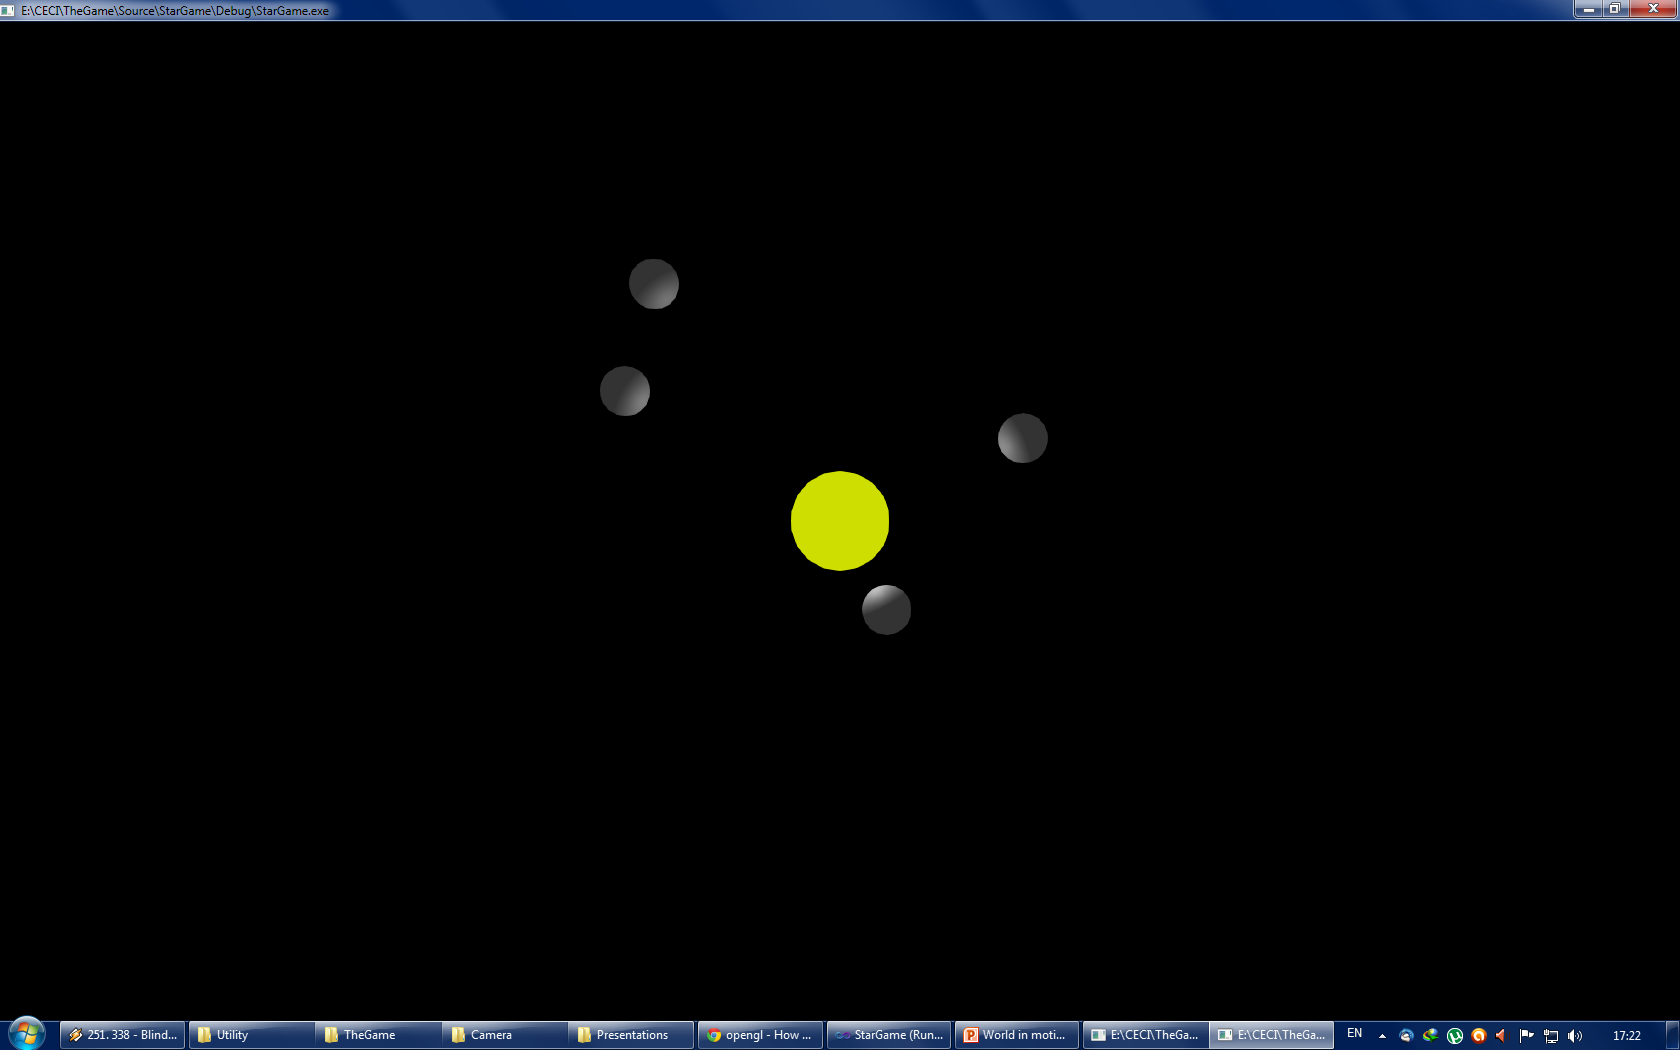 E:\CECI\TheGame\Source\StarGame\Debug\StarGame.exe
251. 338 - Blind...
Utility
TheGame
Camera
Presentations
opengl - How ...
StarGame (Run...
World in moti...
E:\CECI\TheGa...
E:\CECI\TheGa...
EN
17:22